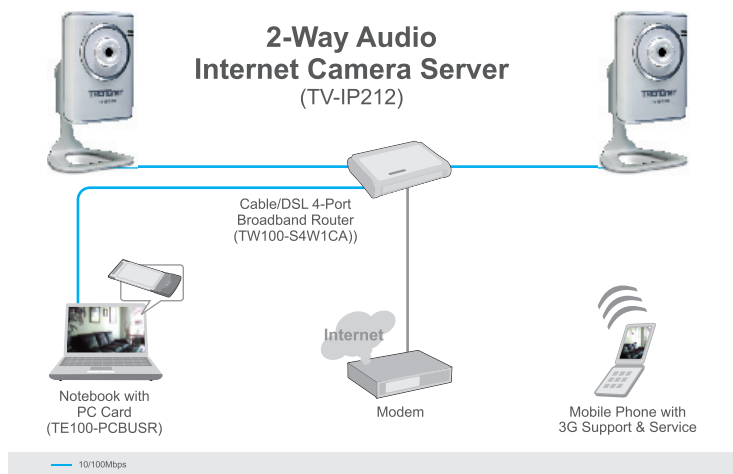 2-Way Audio
Internet Camera Server
(TV-IP212)
TRENDnet
TRENDnet
Cable/DSL 4-Port
Broadband Router
(TW100-S4W1CA))
Internet
Notebook with
PC Card
(TE100-PCBUSR)
Modem
Mobile Phone with
3G Support & Service
10/100Mbps